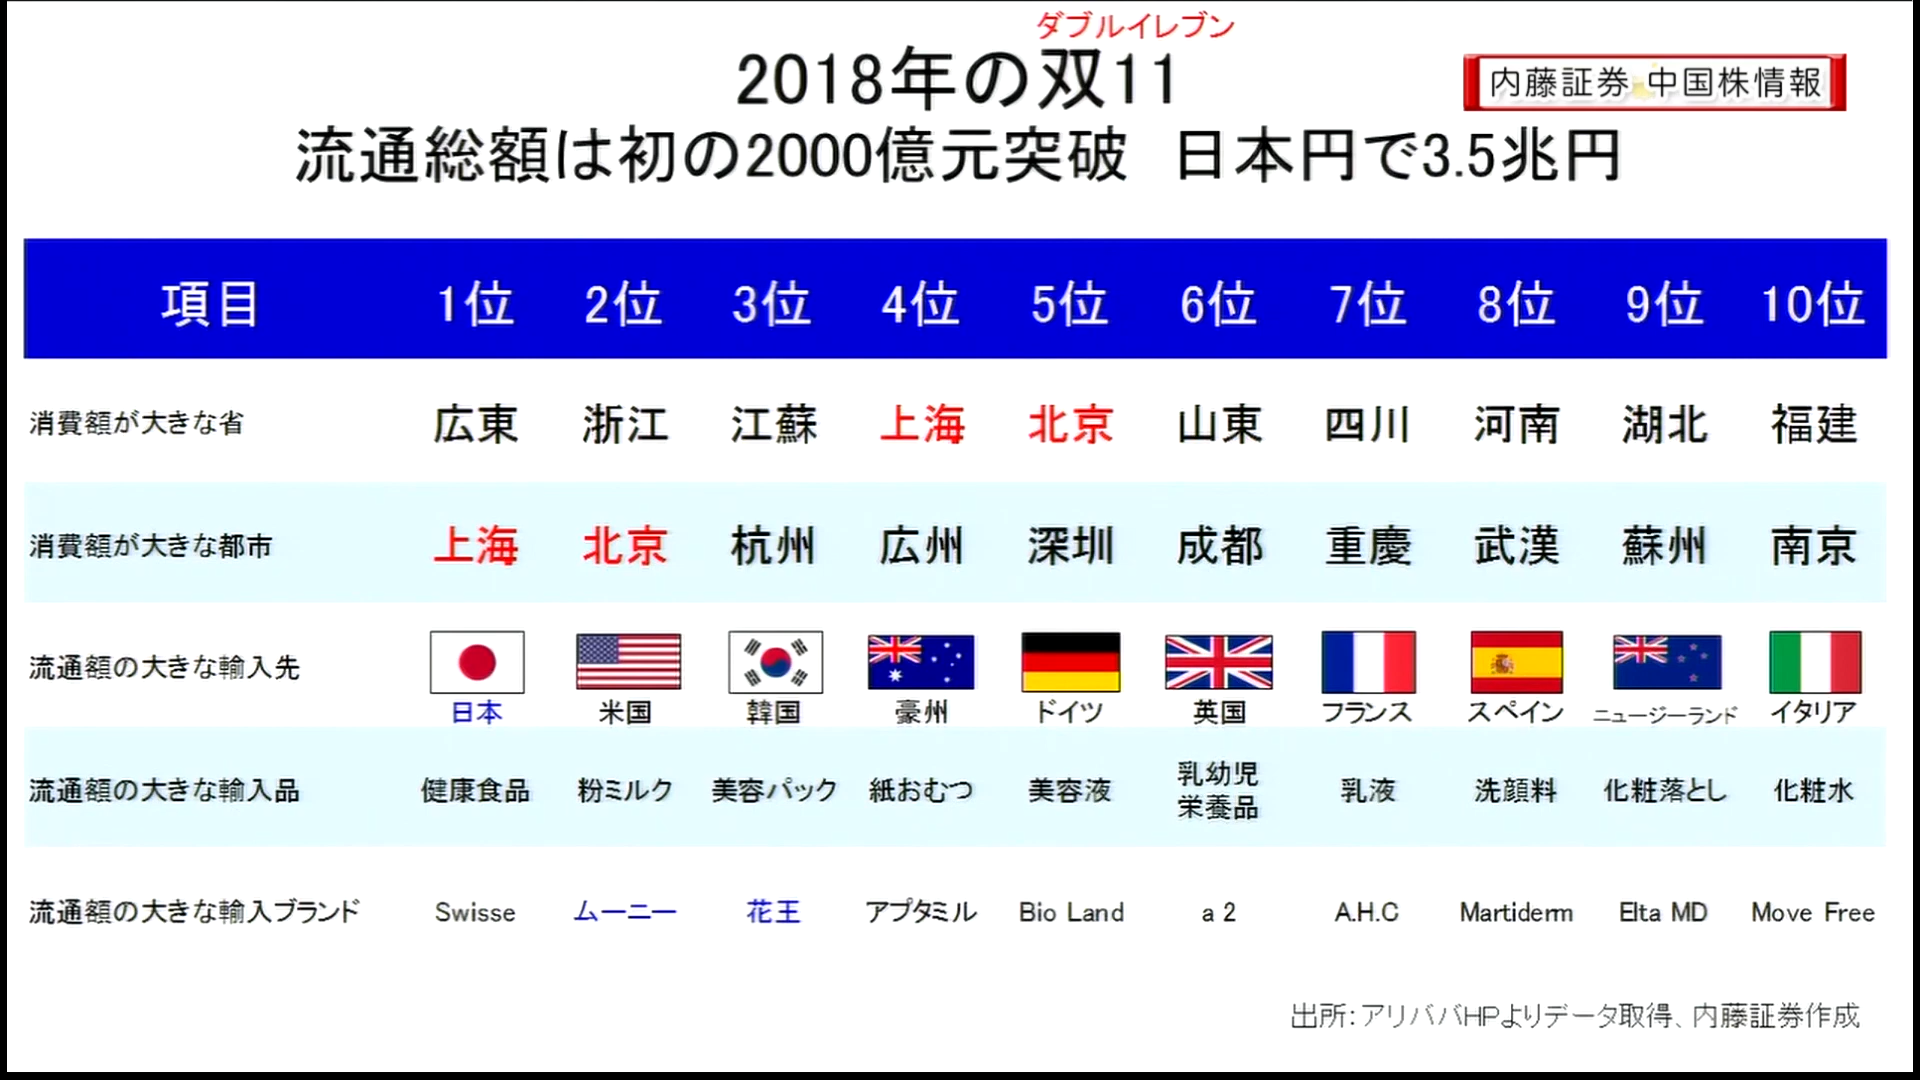 ダブルイレブン
2018年の双11
内藤証券 中国株情報
流通総額は初の2000億元突破 日本円で3.5兆円
項目 1位 2位 3位 4位 5位 6位 7位 8位 9位 10位
消費額が大きな省 広東 浙江 江蘇 上海 北京 山東 四川 河南 湖北 福建
消費額が大きな都市 上海 北京 杭州 広州 深圳 成都 重慶 武漢 蘇州 南京
流通額の大きな輸入先 日本 米国 韓国 豪州 ドイツ 英国 フランス スペイン ニュージーランド イタリア
流通額の大きな輸入品 健康食品 粉ミルク 美容パック 紙おむつ 美容液 乳幼児栄養品 乳液 洗顔料 化粧落とし 化粧水
流通額の大きな輸入ブランド Swisse ムーニー 花王 アプタミル Bio Land a 2 A.H.C Martiderm Elta MD Move Free
出所：アリババHPよりデータ取得、内藤証券作成